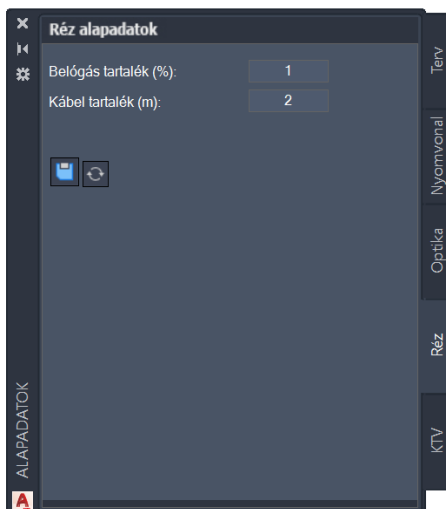 Réz alapadatok
Belógás tartalék (%): 1
Kábel tartalék (m): 2
Terv
Nyomvonal
Optika
Réz
KTV
ALAPADATOK
A